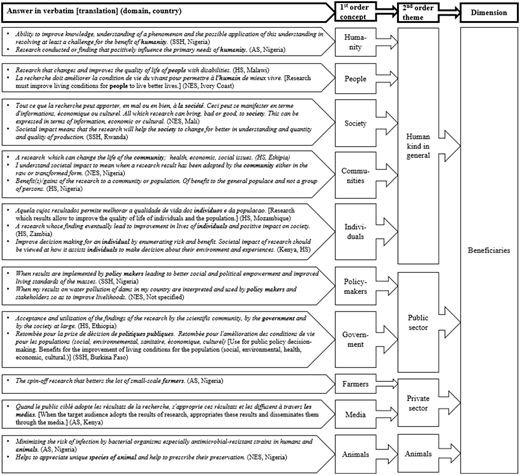 Answer in verbatim [translation] (domain, country)
1st order
concept
2nd order
theme
Dimension
• Ability to improve knowledge, understanding of a phenomenon and the possible application of this understanding in
resolving at least a challenge for the benefit of humanity. (SSH, Nigeria)
• Research conducted or finding that positively influence the primary needs of humanity. (AS, Nigeria)
Huma-
nity
• Research that changes and improves the quality of life of people with disabilities. (HS, Malawi)
• La recherche doit améliorer la condition de vie du vivant pour permettre à l'humain de mieux vivre. [Research
must improve living conditions for people to live better lives.] (NES, Ivory Coast)
People
• Tout ce que la recherche peut apporter, en mal ou en bien, à la société. Ceci peux se manifester en terme
d'informations, économique ou cultural. All which research can bring, bad or good, to society. This can be
expressed in terms of information, economic or cultural. (NES, Mali)
• Societal impact means that the research will help the society to change for better in understanding and quantity
and quality of production. (SSH, Rwanda)
Society
• A research which can change the life of the community; health, economic, social issues. (HS, Ethipia)
• I understand societal impact to mean when a research result has been adopted by the community either in the
raw or transformed form. (NES, Nigeria)
• Benefit(s)/gains of the research to a community or population. Of benefit to the general populace and not a group
of persons. (HS, Nigeria)
Commu-
nities
• Aquela cujos resultados permite melhorar a qualidade de vida dos individuos e da populacao. [Research
which results allow to improve the quality of life of individuals and the population.] (HS, Mozambique)
• A research whose finding eventually lead to improvement in lives of individuals and positive impact on society.
(HS, Zambia)
• Improve decision making for an individual by enumerating risk and benefit. Societal impact of research should
be viewed at how it assists individuals to make decision about their environment and experiences. (Kenya, HS)
Individ-
uals
Human
kind in
general
• When results are implemented by policy makers leading to better social and political empowerment and improved
living standards of the masses. (SSH, Nigeria)
• When my results on water pollution of dams in my country are interpreted and used by policy makers and
stakeholders so as to improve livelihoods. (NES, Not specified)
Policy-
makers
• Acceptance and utilization of the findings of the research by the scientific community, by the government and
by the society at large. (HS, Ethiopia)
• Retombée pour la prise de décision de politiques publiques. Retombée pour l'amélioration des conditions de vie
pour les populations (social, environnemental, sanitaire, économique, culturel)/ [Use for public policy decision-
making. Benefits for the improvement of living conditions for the population (social, environmental, health,
economic, cultural.)] (SSH, Burkina Faso)
Govern-
ment
Public
sector
Beneficiaries
• The spin-off research that betters the lot of small-scale farmers. (AS, Nigeria)
Farmers
• Quand le public ciblé adopte les résultats de la recherche, s'approprie ces résultats et les diffusent à travers les
medias. [When the target audience adopts the results of research, appropriates these results and disseminates them
through the media.] (AS, Kenya)
Media
Private
sector
• Minimizing the risk of infection by bacterial organisms especially antimicrobial-resistant strains in humans and
animals. (AS, Nigeria)
• Helps to appreciate unique species of animal and help to prescribe their preservation. (NES, Nigeria)
Animals
Animals